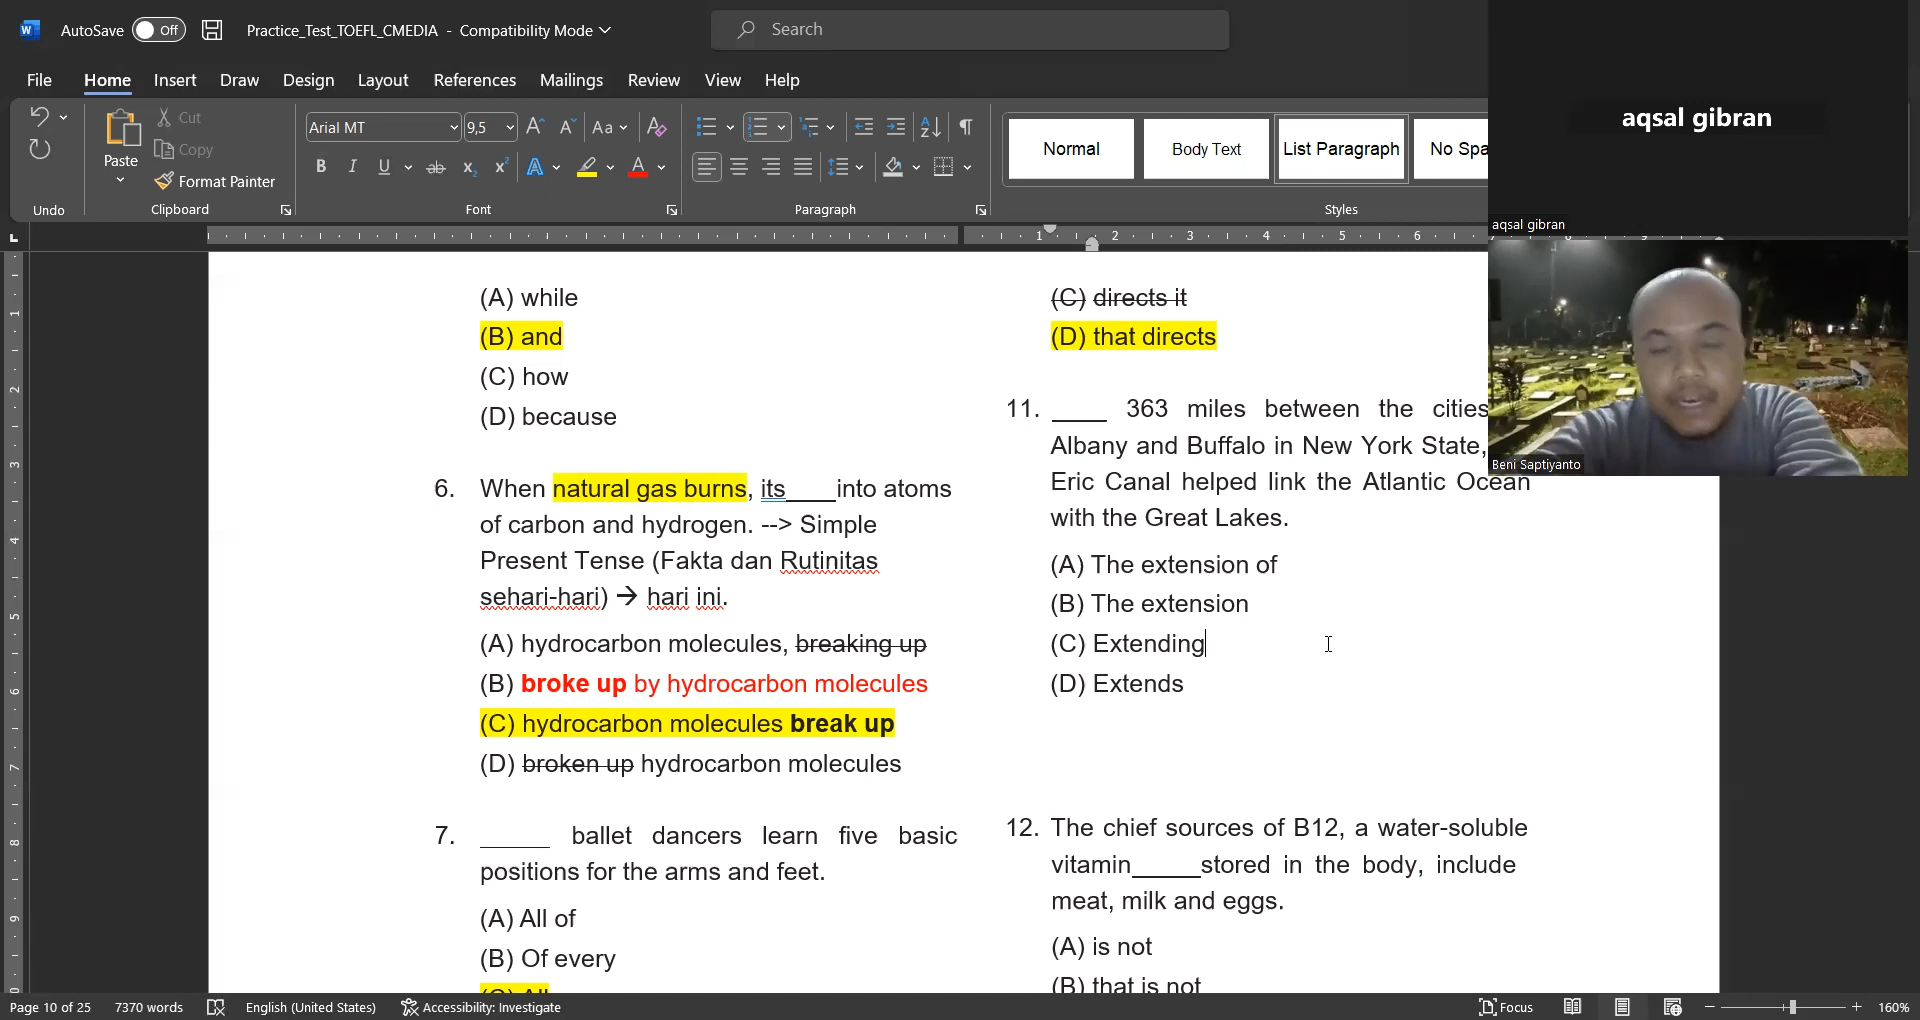 AutoSave Off Practice_Test_TOEFL_CMEDIA - Compatibility Mode Search
File Home Insert Draw Design Layout References Mailings Review View Help
Paste Cut Copy Format Painter
Arial MT 9,5
Normal Body Text List Paragraph No Spa
Undo Clipboard Font Paragraph Styles
1 2 3 4 5 6
aqsal gibran
aqsal gibran
Beni Saptiyanto
(A) while
(B) and
(C) how
(D) because
6. When natural gas burns, its____into atoms
of carbon and hydrogen. --> Simple
Present Tense (Fakta dan Rutinitas
sehari-hari) → hari ini.
(A) hydrocarbon molecules, breaking up
(B) broke up by hydrocarbon molecules
(C) hydrocarbon molecules break up
(D) broken up hydrocarbon molecules
7. _____ ballet dancers learn five basic
positions for the arms and feet.
(A) All of
(B) Of every
(C) All
(C) directs it
(D) that directs
11. ____ 363 miles between the cities
Albany and Buffalo in New York State,
Eric Canal helped link the Atlantic Ocean
with the Great Lakes.
(A) The extension of
(B) The extension
(C) Extending
(D) Extends
12. The chief sources of B12, a water-soluble
vitamin_____stored in the body, include
meat, milk and eggs.
(A) is not
(B) that is not
Page 10 of 25 7370 words English (United States) Accessibility: Investigate Focus 160%